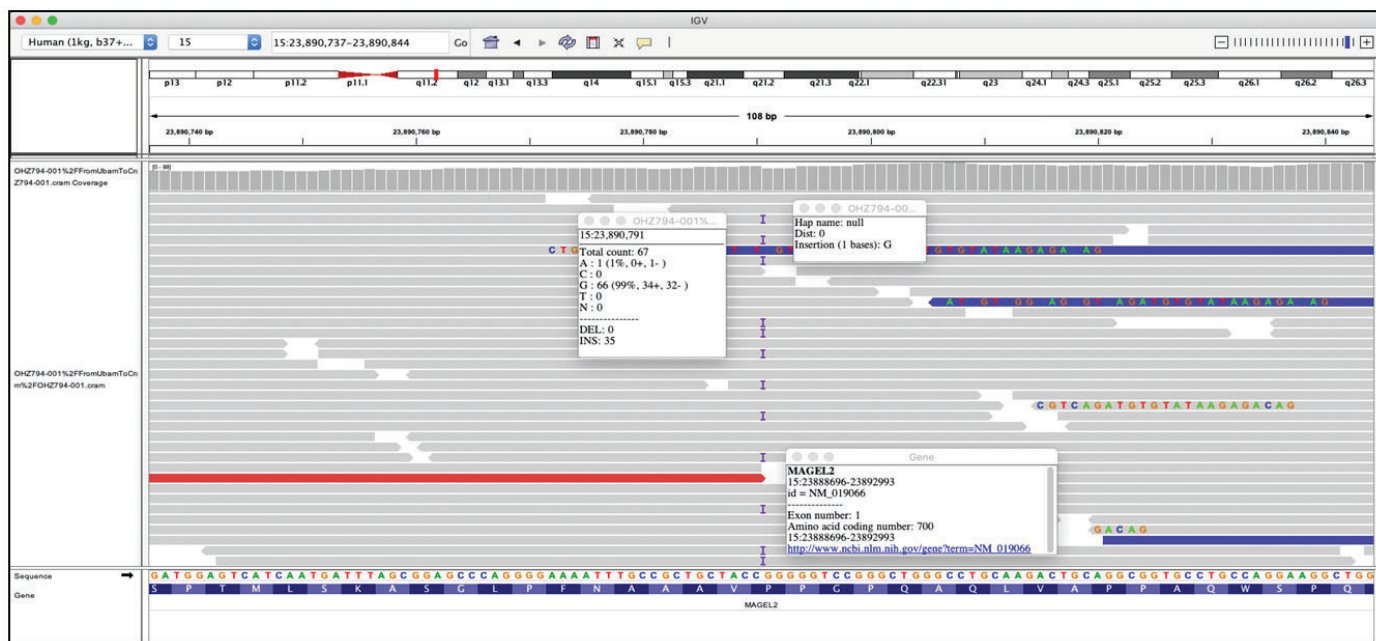 IGV
Human (1kg, b37+... 15 15:23,890,737-23,890,844 Go
p13 p12 p11.2 p11.1 q11.2 q12 q13.1 q13.3 q14 q15.1 q15.3 q21.1 q21.2 q21.3 q22.1 q22.31 q23 q24.1 q24.3 q25.1 q25.2 q25.3 q26.1 q26.2 q26.3
108 bp
23,890,740 bp 23,890,760 bp 23,890,780 bp 23,890,800 bp 23,890,820 bp 23,890,840 bp
OHZ794-001%2FFromUbamToCr
Z794-001.cram Coverage
OHZ794-001%...
15:23,890,791
Total count: 67
A : 1 (1%, 0+, 1- )
C : 0
G : 66 (99%, 34+, 32- )
T : 0
N : 0
---------------
DEL: 0
INS: 35
OHZ794-00...
Hap name: null
Dist: 0
Insertion (1 bases): G
C T G
G T G T A T A A G A G A A G
A T G T G G A G G T A G A T G T G T A T A A G A G A A G
OHZ794-001%2FFromUbamToCr
m%2FOHZ794-001.cram
C G T C A G A T G T G T A T A A G A G A C A G
Gene
MAGEL2
15:23888696-23892993
id = NM_019066
--------------
Exon number: 1
Amino acid coding number: 700
15:23888696-23892993
http://www.ncbi.nlm.nih.gov/gene?term=NM_019066
G A C A G
Sequence
G A T G G A G T C A T C A A T G A T T T A G C G G A G C C C A G G G G A A A A T T T G C C G C T G C T A C C G G G G G T C C G G G C T G G G C C T G C A A G A C T G C A G G C G G T G C C T G C C A G G A A G G C T G G
Gene
S P T M L S K A S G L P F N A A A V P P G P Q A Q L V A P P A Q W S P Q
MAGEL2